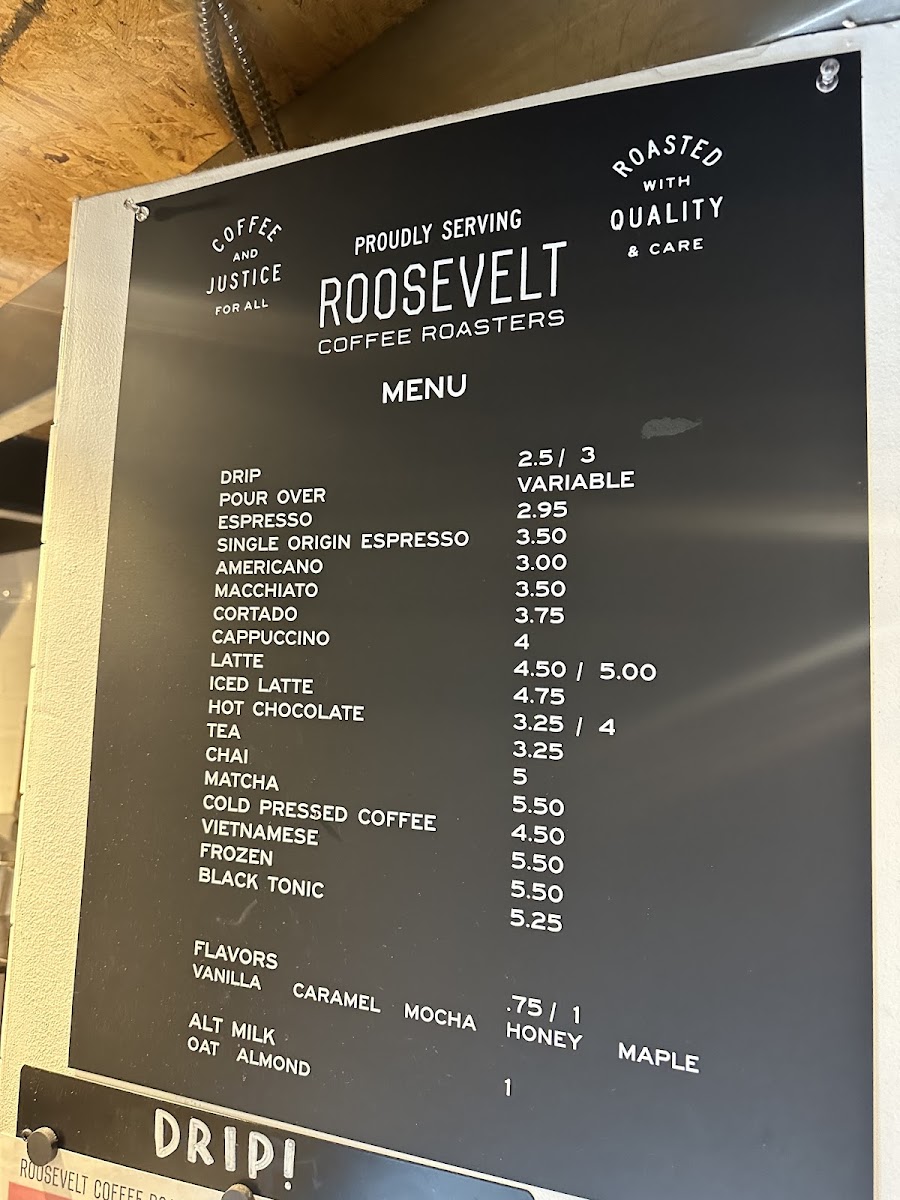 COFFEE
AND
JUSTICE
FOR ALL
PROUDLY SERVING
ROOSEVELT
COFFEE ROASTERS
ROASTED
WITH
QUALITY
& CARE
MENU
DRIP 2.5 / 3
POUR OVER VARIABLE
ESPRESSO 2.95
SINGLE ORIGIN ESPRESSO 3.50
AMERICANO 3.00
MACCHIATO 3.50
CORTADO 3.75
CAPPUCCINO 4
LATTE 4.50 / 5.00
ICED LATTE 4.75
HOT CHOCOLATE 3.25 / 4
TEA 3.25
CHAI 5
MATCHA 5.50
COLD PRESSED COFFEE 4.50
VIETNAMESE 5.50
FROZEN 5.50
BLACK TONIC 5.25
FLAVORS .75 / 1
VANILLA CARAMEL MOCHA HONEY MAPLE
ALT MILK 1
OAT ALMOND
DRIP!
ROOSEVELT COFFEE